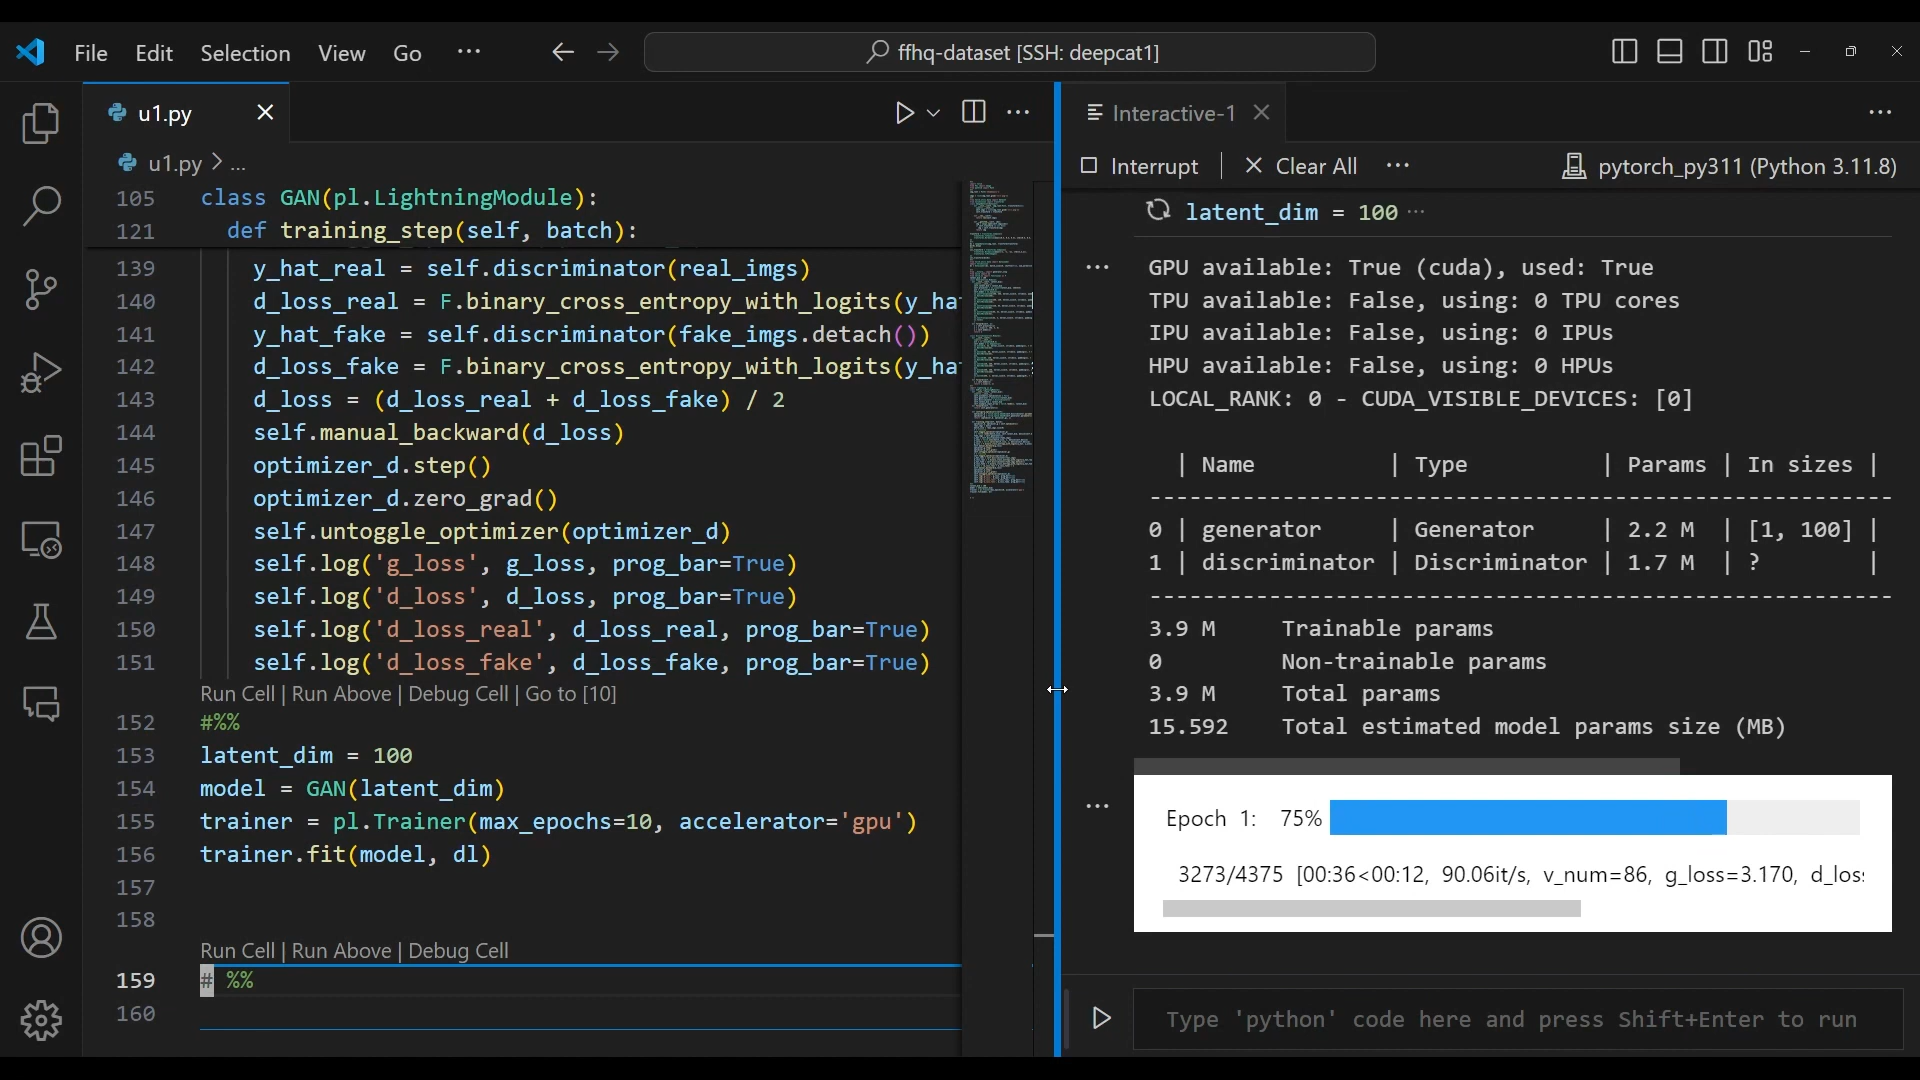 File Edit Selection View Go ···
ffhq-dataset [SSH: deepcat1]
u1.py
Interactive-1
u1.py > ...
Interrupt | Clear All ···
pytorch_py311 (Python 3.11.8)
105 class GAN(pl.LightningModule):
121 def training_step(self, batch):
139 y_hat_real = self.discriminator(real_imgs)
140 d_loss_real = F.binary_cross_entropy_with_logits(y_ha
141 y_hat_fake = self.discriminator(fake_imgs.detach())
142 d_loss_fake = F.binary_cross_entropy_with_logits(y_ha
143 d_loss = (d_loss_real + d_loss_fake) / 2
144 self.manual_backward(d_loss)
145 optimizer_d.step()
146 optimizer_d.zero_grad()
147 self.untoggle_optimizer(optimizer_d)
148 self.log('g_loss', g_loss, prog_bar=True)
149 self.log('d_loss', d_loss, prog_bar=True)
150 self.log('d_loss_real', d_loss_real, prog_bar=True)
151 self.log('d_loss_fake', d_loss_fake, prog_bar=True)
Run Cell | Run Above | Debug Cell | Go to [10]
152 #%%
153 latent_dim = 100
154 model = GAN(latent_dim)
155 trainer = pl.Trainer(max_epochs=10, accelerator='gpu')
156 trainer.fit(model, dl)
157
158
Run Cell | Run Above | Debug Cell
159 # %%
160
latent_dim = 100 ···
GPU available: True (cuda), used: True
TPU available: False, using: 0 TPU cores
IPU available: False, using: 0 IPUs
HPU available: False, using: 0 HPUs
LOCAL_RANK: 0 - CUDA_VISIBLE_DEVICES: [0]
| Name | Type | Params | In sizes |
--------------------------------------------------------
0 | generator | Generator | 2.2 M | [1, 100] |
1 | discriminator | Discriminator | 1.7 M | ? |
--------------------------------------------------------
3.9 M Trainable params
0 Non-trainable params
3.9 M Total params
15.592 Total estimated model params size (MB)
Epoch 1: 75%
3273/4375 [00:36<00:12, 90.06it/s, v_num=86, g_loss=3.170, d_los
Type 'python' code here and press Shift+Enter to run